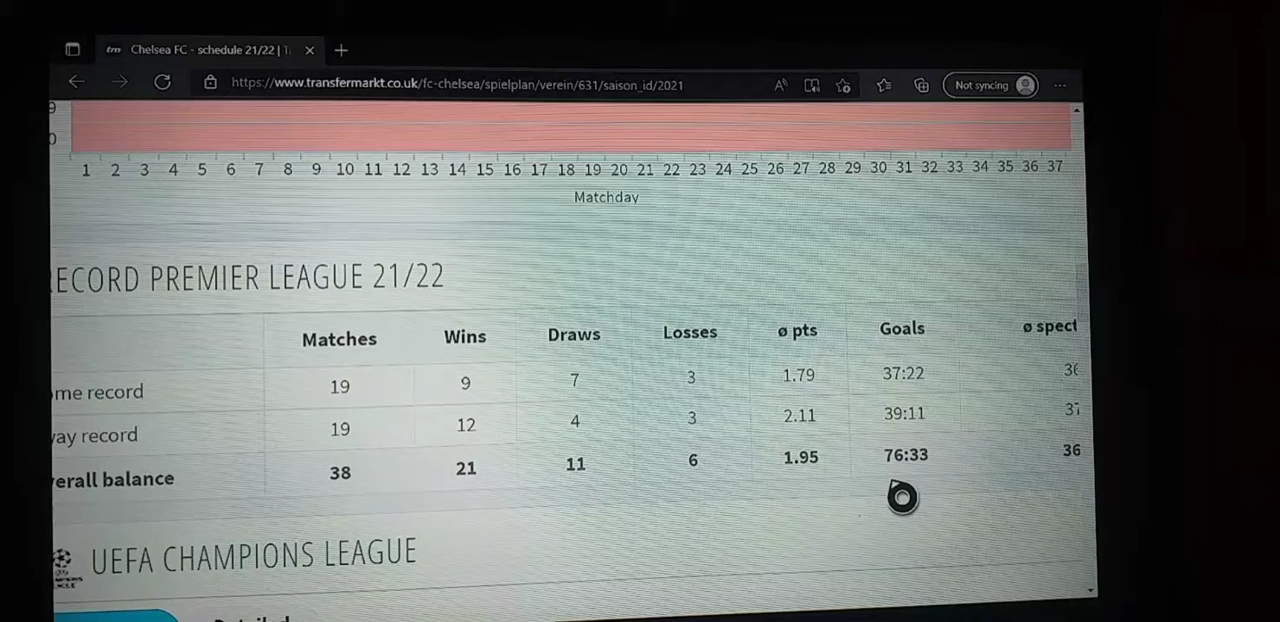 tm Chelsea FC - schedule 21/22 | T
https://www.transfermarkt.co.uk/fc-chelsea/spielplan/verein/631/saison_id/2021
Not syncing
1 2 3 4 5 6 7 8 9 10 11 12 13 14 15 16 17 18 19 20 21 22 23 24 25 26 27 28 29 30 31 32 33 34 35 36 37
Matchday
ECORD PREMIER LEAGUE 21/22
Matches Wins Draws Losses ø pts Goals ø spect
me record 19 9 7 3 1.79 37:22 36
ay record 19 12 4 3 2.11 39:11 37
erall balance 38 21 11 6 1.95 76:33 36
UEFA CHAMPIONS LEAGUE